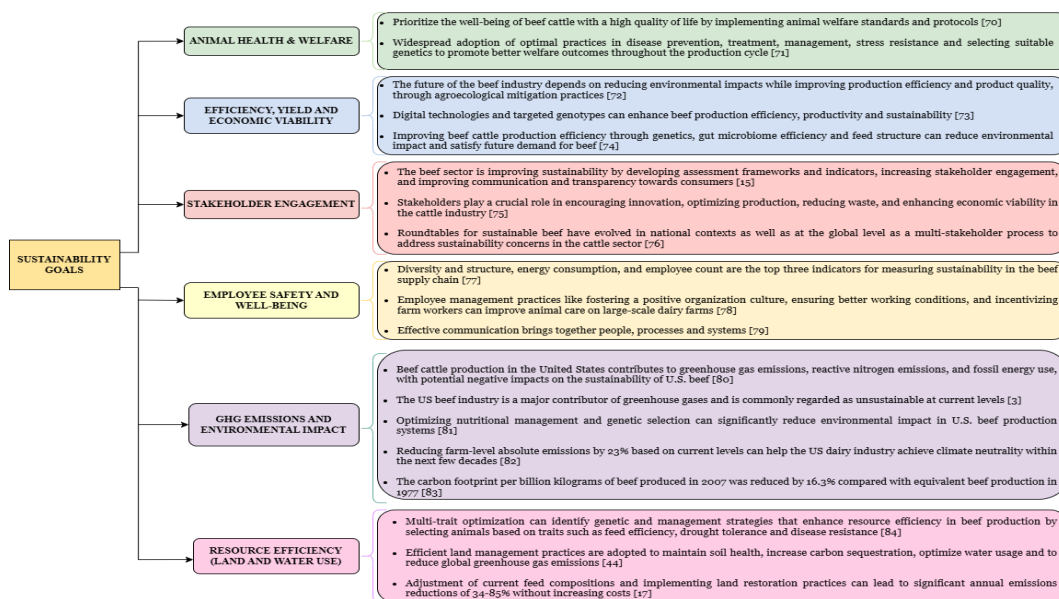 SUSTAINABILITY
GOALS
ANIMAL HEALTH & WELFARE
• Prioritize the well-being of beef cattle with a high quality of life by implementing animal welfare standards and protocols [70]
• Widespread adoption of optimal practices in disease prevention, treatment, management, stress resistance and selecting suitable
genetics to promote better welfare outcomes throughout the production cycle [71]
EFFICIENCY, YIELD AND
ECONOMIC VIABILITY
• The future of the beef industry depends on reducing environmental impacts while improving production efficiency and product quality,
through agroecological mitigation practices [72]
• Digital technologies and targeted genotypes can enhance beef production efficiency, productivity and sustainability [73]
• Improving beef cattle production efficiency through genetics, gut microbiome efficiency and feed structure can reduce environmental
impact and satisfy future demand for beef [74]
STAKEHOLDER ENGAGEMENT
• The beef sector is improving sustainability by developing assessment frameworks and indicators, increasing stakeholder engagement,
and improving communication and transparency towards consumers [15]
• Stakeholders play a crucial role in encouraging innovation, optimizing production, reducing waste, and enhancing economic viability in
the cattle industry [75]
• Roundtables for sustainable beef have evolved in national contexts as well as at the global level as a multi-stakeholder process to
address sustainability concerns in the cattle sector [76]
EMPLOYEE SAFETY AND
WELL-BEING
• Diversity and structure, energy consumption, and employee count are the top three indicators for measuring sustainability in the beef
supply chain [77]
• Employee management practices like fostering a positive organization culture, ensuring better working conditions, and incentivizing
farm workers can improve animal care on large-scale dairy farms [78]
• Effective communication brings together people, processes and systems [79]
GHG EMISSIONS AND
ENVIRONMENTAL IMPACT
• Beef cattle production in the United States contributes to greenhouse gas emissions, reactive nitrogen emissions, and fossil energy use,
with potential negative impacts on the sustainability of U.S. beef [80]
• The US beef industry is a major contributor of greenhouse gases and is commonly regarded as unsustainable at current levels [3]
• Optimizing nutritional management and genetic selection can significantly reduce environmental impact in U.S. beef production
systems [81]
• Reducing farm-level absolute emissions by 23% based on current levels can help the US dairy industry achieve climate neutrality within
the next few decades [82]
• The carbon footprint per billion kilograms of beef produced in 2007 was reduced by 16.3% compared with equivalent beef production in
1977 [83]
RESOURCE EFFICIENCY
(LAND AND WATER USE)
• Multi-trait optimization can identify genetic and management strategies that enhance resource efficiency in beef production by
selecting animals based on traits such as feed efficiency, drought tolerance and disease resistance [84]
• Efficient land management practices are adopted to maintain soil health, increase carbon sequestration, optimize water usage and to
reduce global greenhouse gas emissions [44]
• Adjustment of current feed compositions and implementing land restoration practices can lead to significant annual emissions
reductions of 34-85% without increasing costs [17]